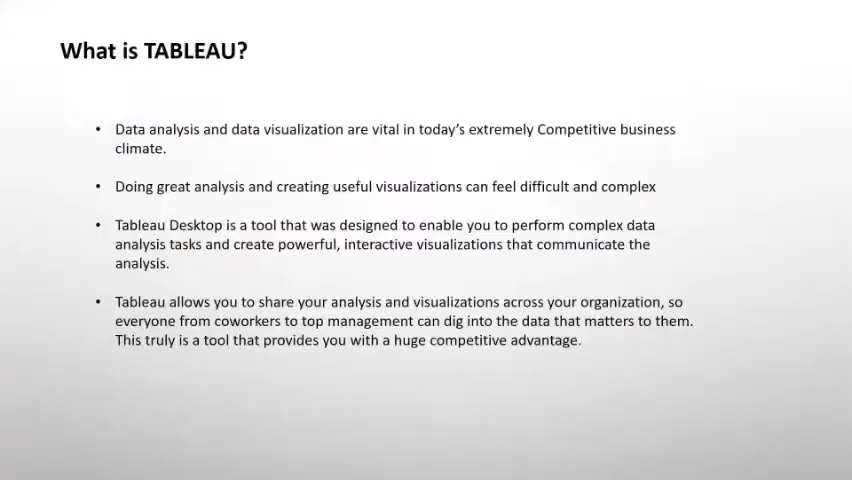 What is TABLEAU?
• Data analysis and data visualization are vital in today's extremely Competitive business
climate.
• Doing great analysis and creating useful visualizations can feel difficult and complex
• Tableau Desktop is a tool that was designed to enable you to perform complex data
analysis tasks and create powerful, interactive visualizations that communicate the
analysis.
• Tableau allows you to share your analysis and visualizations across your organization, so
everyone from coworkers to top management can dig into the data that matters to them.
This truly is a tool that provides you with a huge competitive advantage.